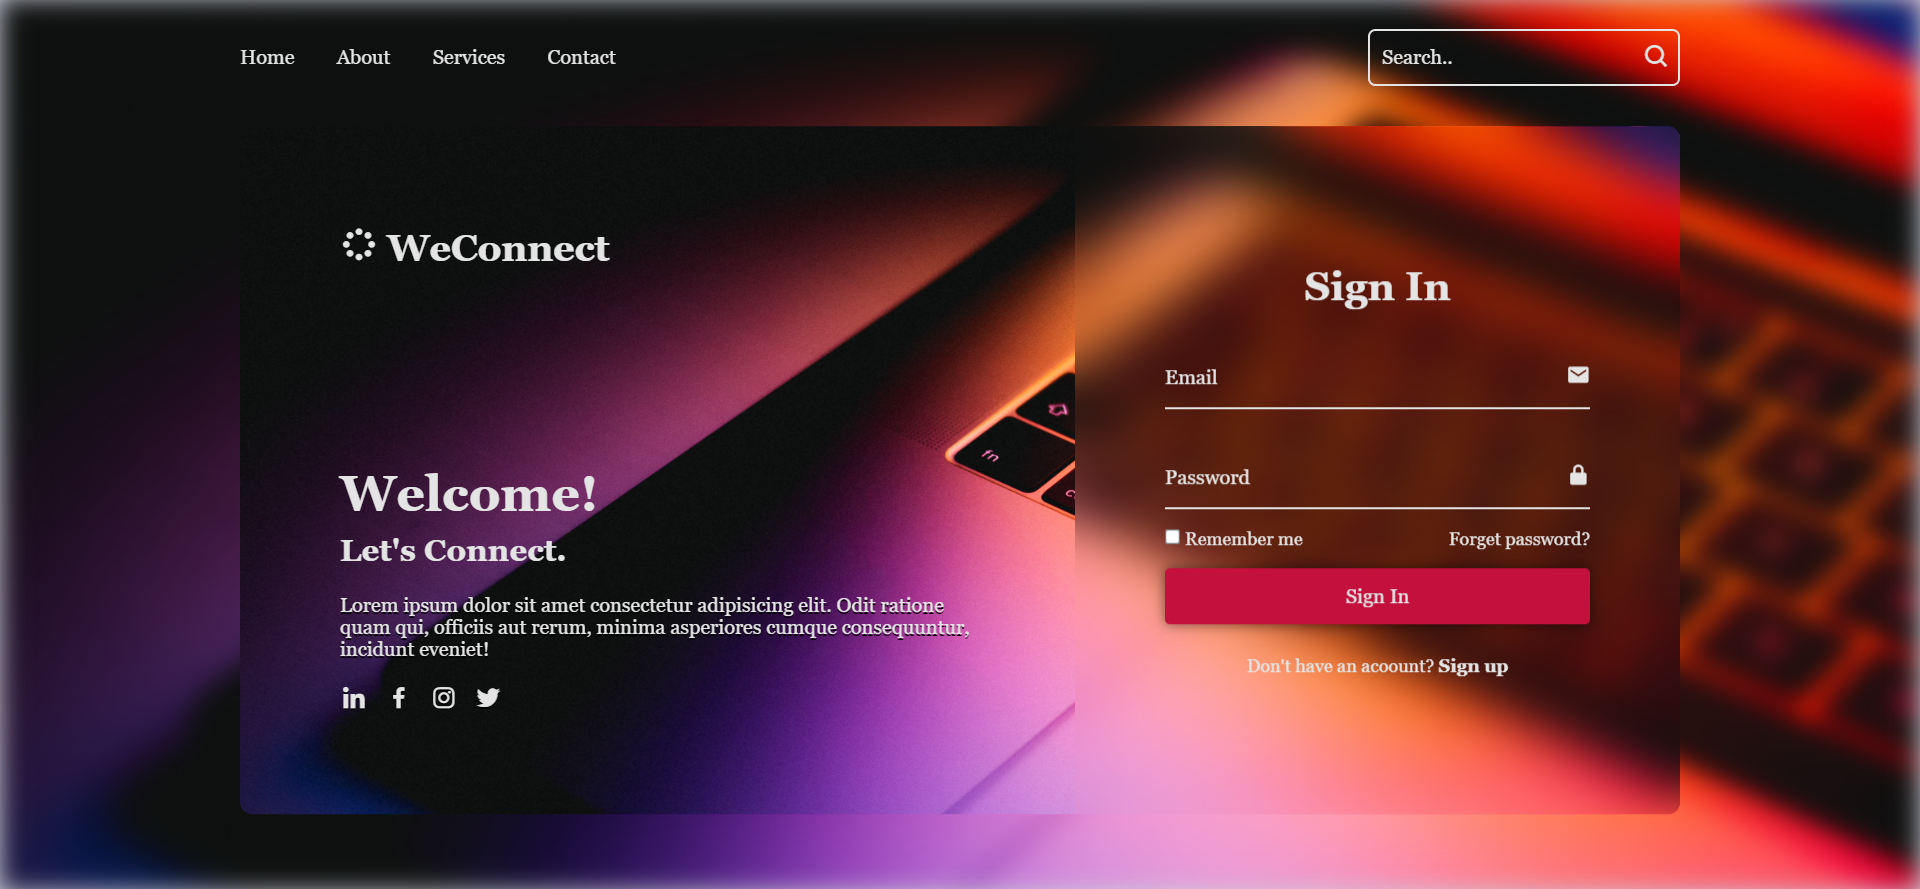 Home About Services Contact
Search..
WeConnect
Welcome!
Let's Connect.
Lorem ipsum dolor sit amet consectetur adipisicing elit. Odit ratione
quam qui, officiis aut rerum, minima asperiores cumque consequuntur,
incidunt eveniet!
fn
Sign In
Email
Password
Remember me Forget password?
Sign In
Don't have an acoount? Sign up